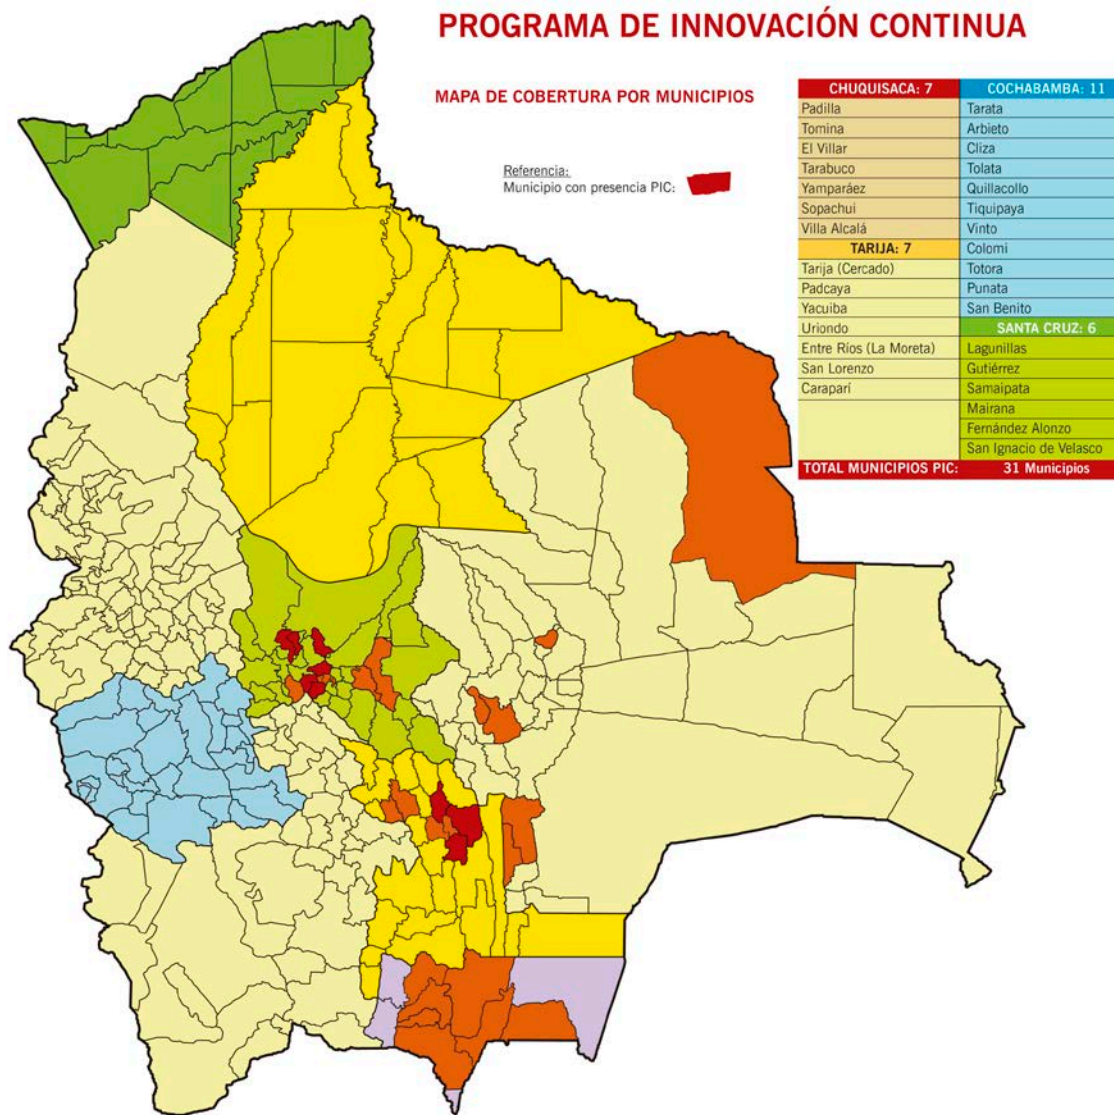 PROGRAMA DE INNOVACIÓN CONTINUA
MAPA DE COBERTURA POR MUNICIPIOS
Referencia:
Municipio con presencia PIC:
CHUQUISACA: 7
Padilla
Tomina
El Villar
Tarabuco
Yamparáez
Sopachui
Villa Alcalá
TARIJA: 7
Tarija (Cercado)
Padcaya
Yacuiba
Uriondo
Entre Ríos (La Moreta)
San Lorenzo
Caraparí
COCHABAMBA: 11
Tarata
Arbieto
Cliza
Tolata
Quillacollo
Tiquipaya
Vinto
Colomi
Totora
Punata
San Benito
SANTA CRUZ: 6
Lagunillas
Gutiérrez
Samaipata
Mairana
Fernández Alonzo
San Ignacio de Velasco
TOTAL MUNICIPIOS PIC: 31 Municipios